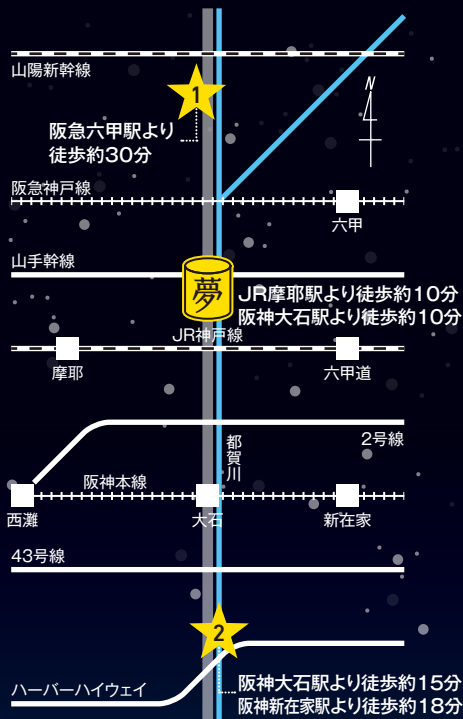 山陽新幹線
1
N
阪急六甲駅より
徒歩約30分
阪急神戸線
六甲
山手幹線
夢
JR摩耶駅より徒歩約10分
阪神大石駅より徒歩約10分
JR神戸線
摩耶
六甲道
2号線
都賀川
阪神本線
西灘
大石
新在家
43号線
2
阪神大石駅より徒歩約15分
阪神新在家駅より徒歩約18分
ハーバーハイウェイ